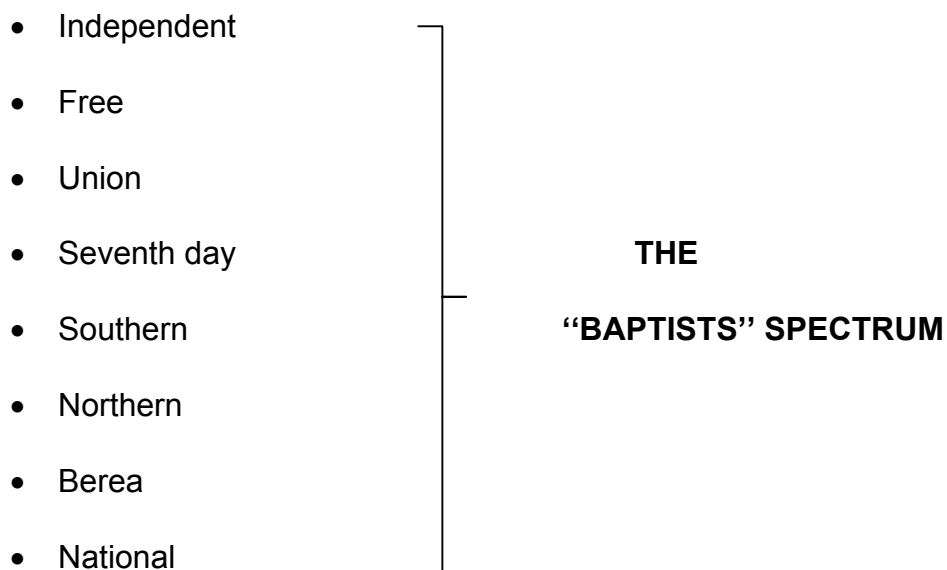 • Independent
• Free
• Union
• Seventh day
• Southern
• Northern
• Berea
• National
THE
‘‘BAPTISTS’’ SPECTRUM